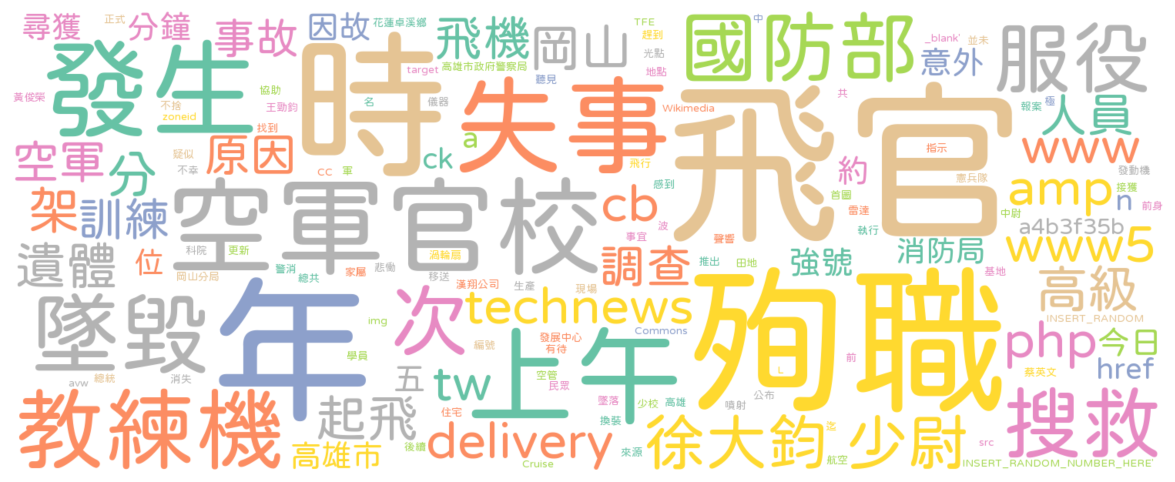 尋獲
正式
分鐘
事故
因故
花蓮卓溪鄉
飛機
岡山
TFE
趕到
光點
地點
國防部
中
_blank'
並未
意外
服役
黃俊榮
發生
不捨
zoneid
協助
王勤鈞
找到
時
target
高雄市政府警察局
名
儀器
聽見
失事
Wikimedia
飛行
飛官
共
報案
極
人員
www
指示
憲兵隊
發動機
空軍
分
疑似
不幸
原因
cc
軍
ck
a
感到
約
首圖
雷達
執行
amp
n
接獲
前身
中尉
a4b3f35b
架
訓練
空軍官校
cb
波
事宜
聲響
推出
田地
強號
消防局
基地
www5
遺體
位
科院
更新
岡山分局
警消
總共
家屬
悲慟
渦輪扇
移送
漢翔公司
生產
現場
調查
高級
INSERT_RANDOM
墜毀
年
img
學員
次
technews
編號
發展中心
有待
Commons
殉職
前
L
蔡英文
php
今日
href
avw
總統
消失
五
tw
上午
空管
民眾
住宅
墜落
少校
高雄
換裝
噴射
公布
教練機
高雄市
起飛
後續
delivery
Cruise
來源
徐大鈞
迄
航空
少尉
src
搜救
INSERT_RANDOM_NUMBER_HERE'